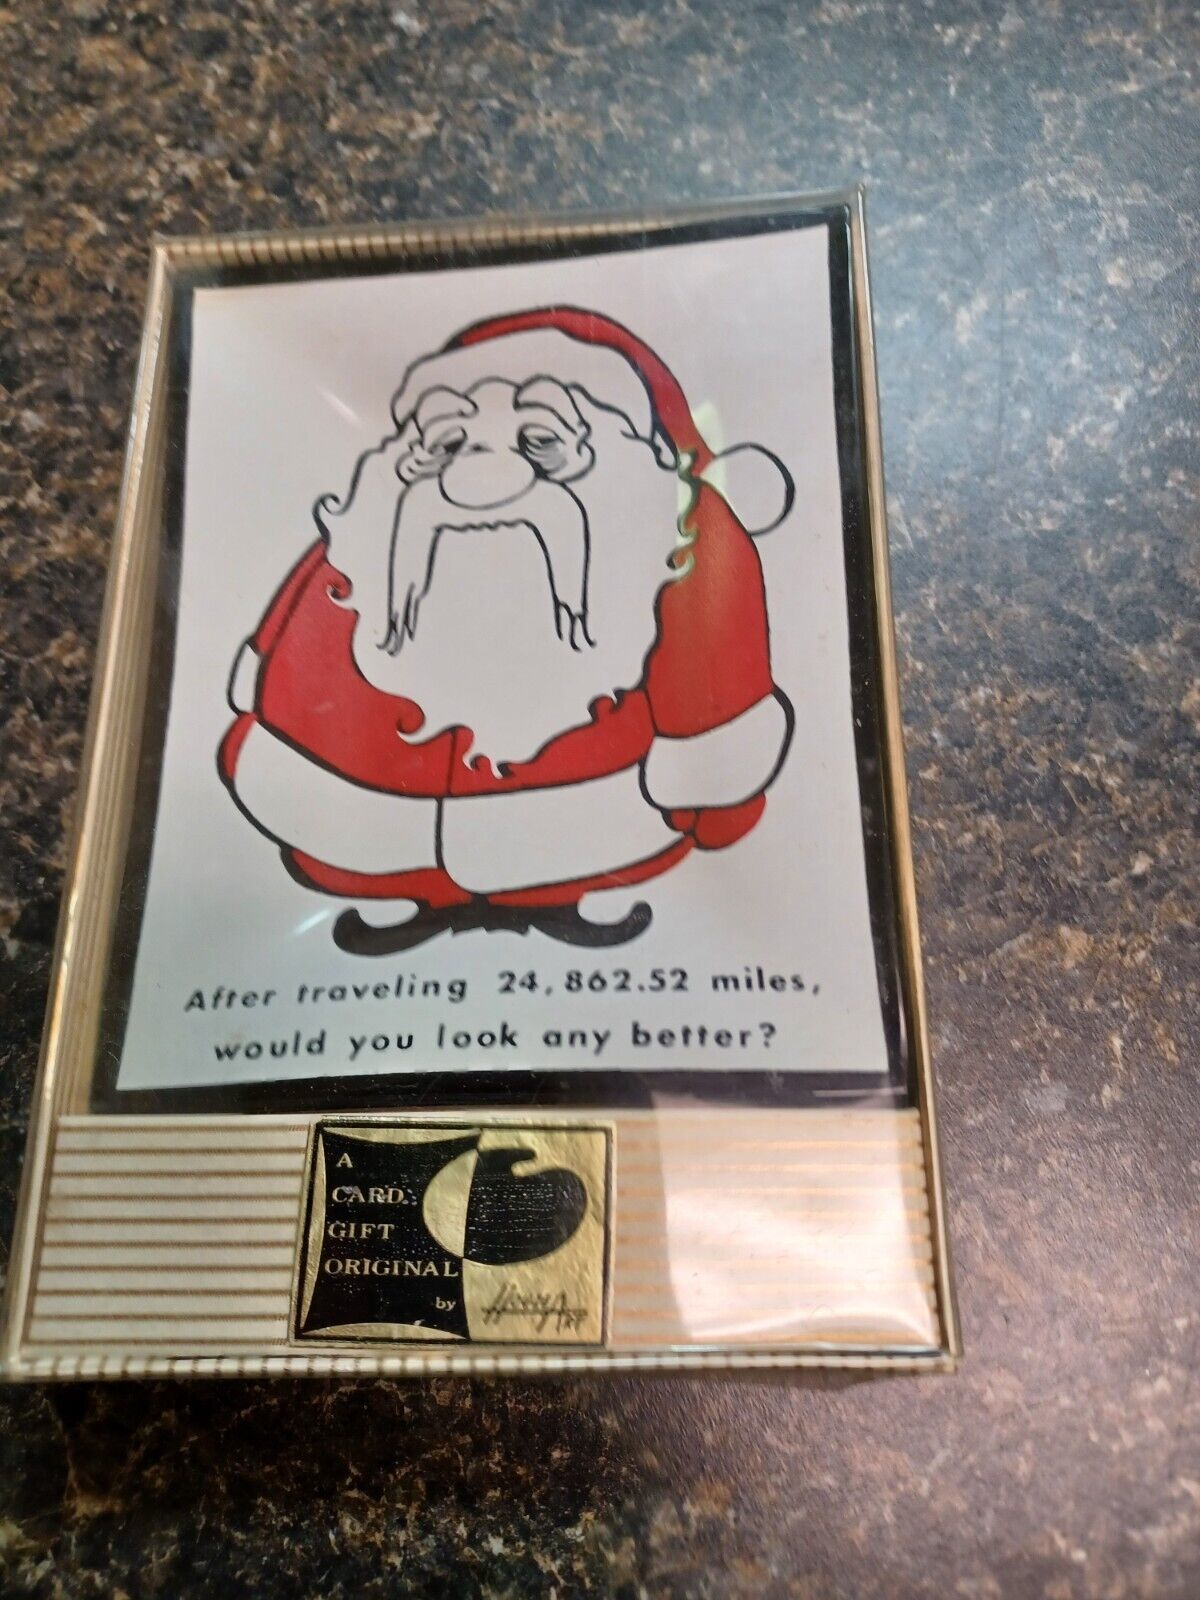 After traveling 24,862.52 miles,
would you look any better?
A
CARD
GIFT
ORIGINAL
by